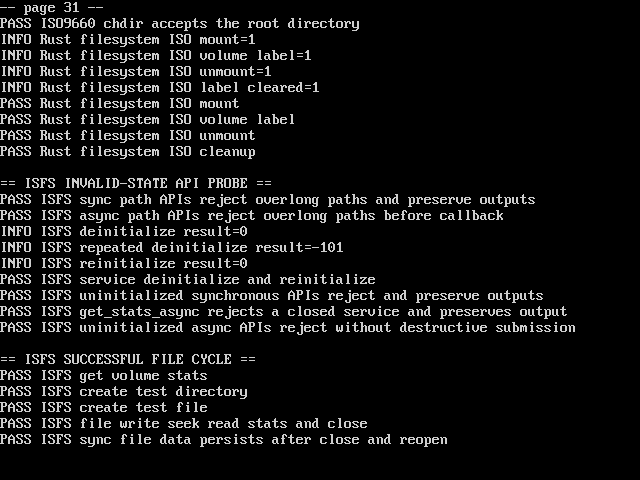 -- page 31 --
PASS ISO9660 chdir accepts the root directory
INFO Rust filesystem ISO mount=1
INFO Rust filesystem ISO volume label=1
INFO Rust filesystem ISO unmount=1
INFO Rust filesystem ISO label cleared=1
PASS Rust filesystem ISO mount
PASS Rust filesystem ISO volume label
PASS Rust filesystem ISO unmount
PASS Rust filesystem ISO cleanup

== ISFS INVALID-STATE API PROBE ==
PASS ISFS sync path APIs reject overlong paths and preserve outputs
PASS ISFS async path APIs reject overlong paths before callback
INFO ISFS deinitialize result=0
INFO ISFS repeated deinitialize result=-101
INFO ISFS reinitialize result=0
PASS ISFS service deinitialize and reinitialize
PASS ISFS uninitialized synchronous APIs reject and preserve outputs
PASS ISFS get_stats_async rejects a closed service and preserves output
PASS ISFS uninitialized async APIs reject without destructive submission

== ISFS SUCCESSFUL FILE CYCLE ==
PASS ISFS get volume stats
PASS ISFS create test directory
PASS ISFS create test file
PASS ISFS file write seek read stats and close
PASS ISFS sync file data persists after close and reopen